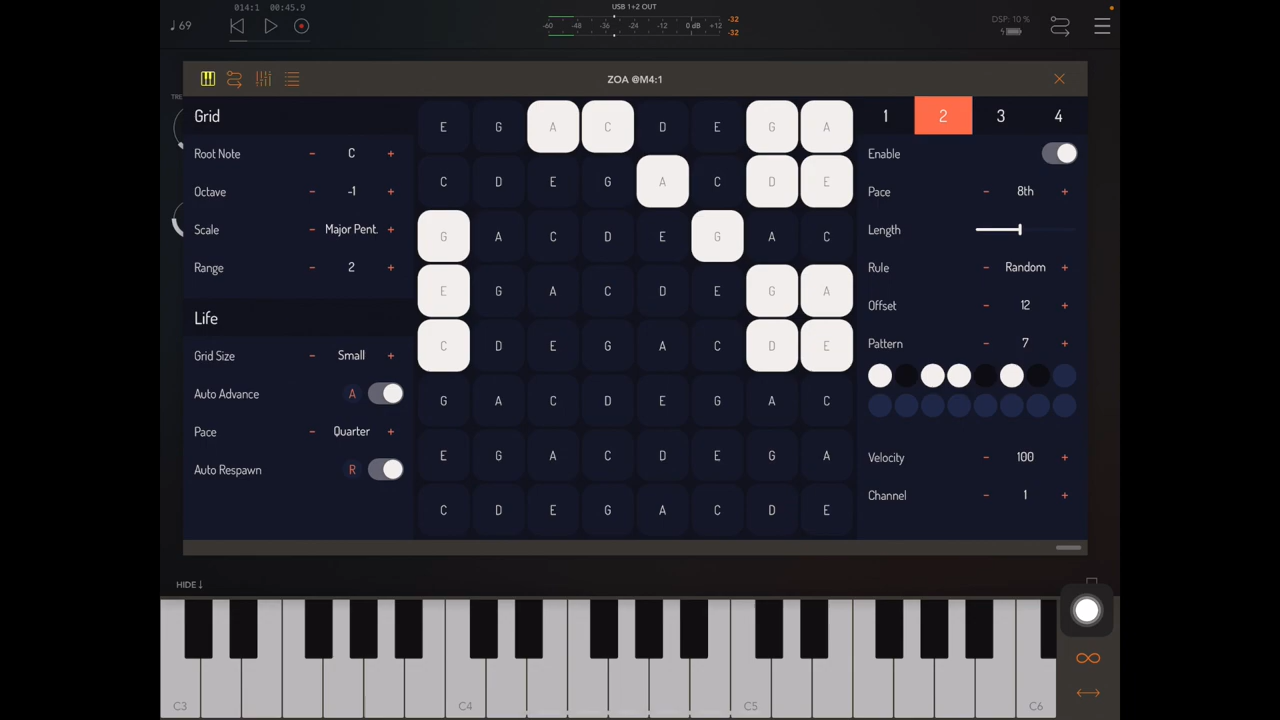 014:1 00:45.9
USB 1+2 OUT
♩ 69
-60 -48 -36 -24 -12 0 dB +12
-32
-32
DSP: 10 %
ZOA @M4:1
TRE
Grid
Root Note - C +
Octave - -1 +
Scale - Major Pent. +
Range - 2 +
Life
Grid Size - Small +
Auto Advance A
Pace - Quarter +
Auto Respawn R
E G A C D E G A
C D E G A C D E
G A C D E G A C
E G A C D E G A
C D E G A C D E
G A C D E G A C
E G A C D E G A
C D E G A C D E
1 2 3 4
Enable
Pace - 8th +
Length
Rule - Random +
Offset - 12 +
Pattern - 7 +
Velocity - 100 +
Channel - 1 +
HIDE↓
C3 C4 C5 C6